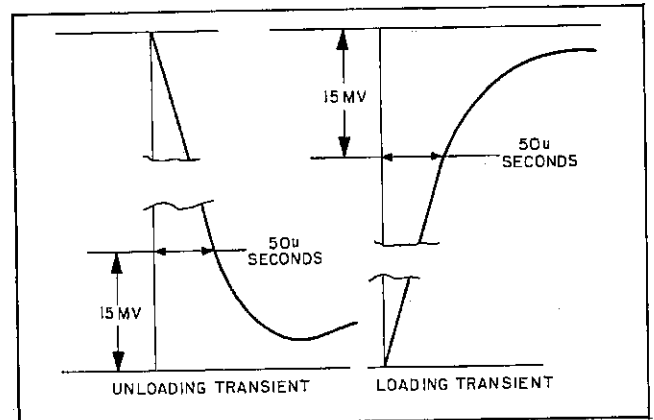 15 MV
50u
SECONDS
50u
SECONDS
15 MV
UNLOADING TRANSIENT
LOADING TRANSIENT